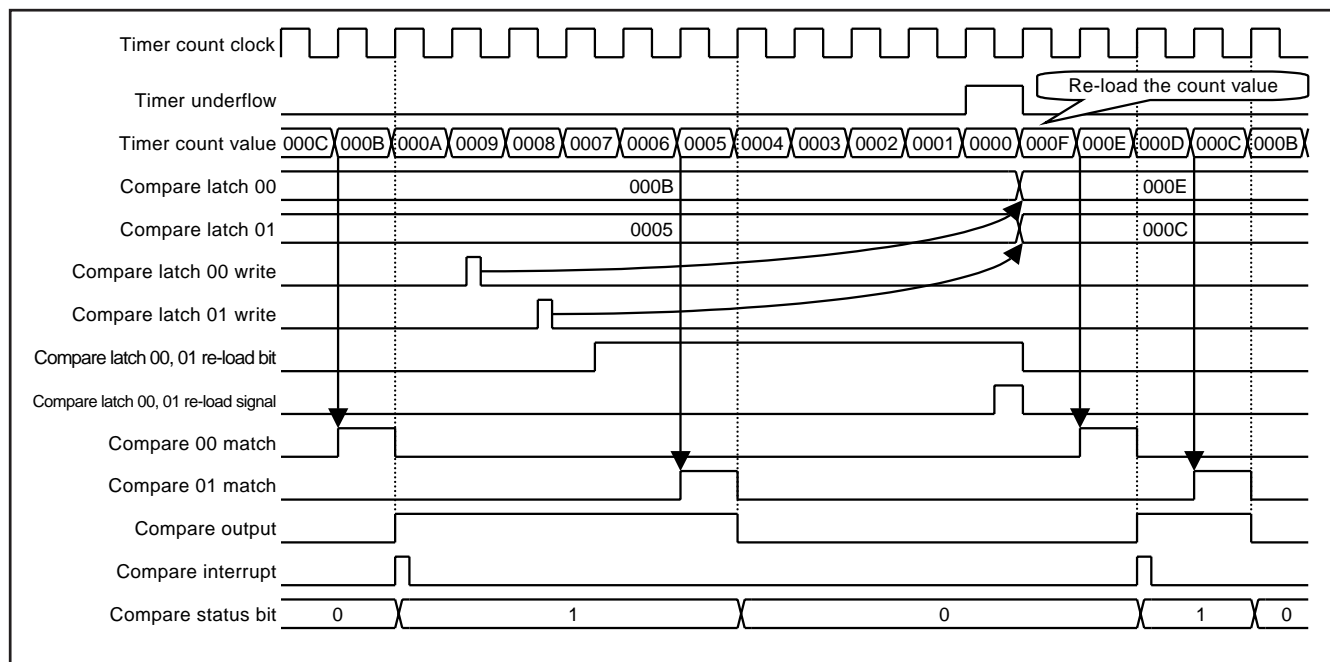 Timer count clock
Timer underflow
Re-load the count value
Timer count value 000C 000B 000A 0009 0008 0007 0006 0005 0004 0003 0002 0001 0000 000F 000E 000D 000C 000B
Compare latch 00 000B 000E
Compare latch 01 0005 000C
Compare latch 00 write
Compare latch 01 write
Compare latch 00, 01 re-load bit
Compare latch 00, 01 re-load signal
Compare 00 match
Compare 01 match
Compare output
Compare interrupt
Compare status bit 0 1 0 1 0